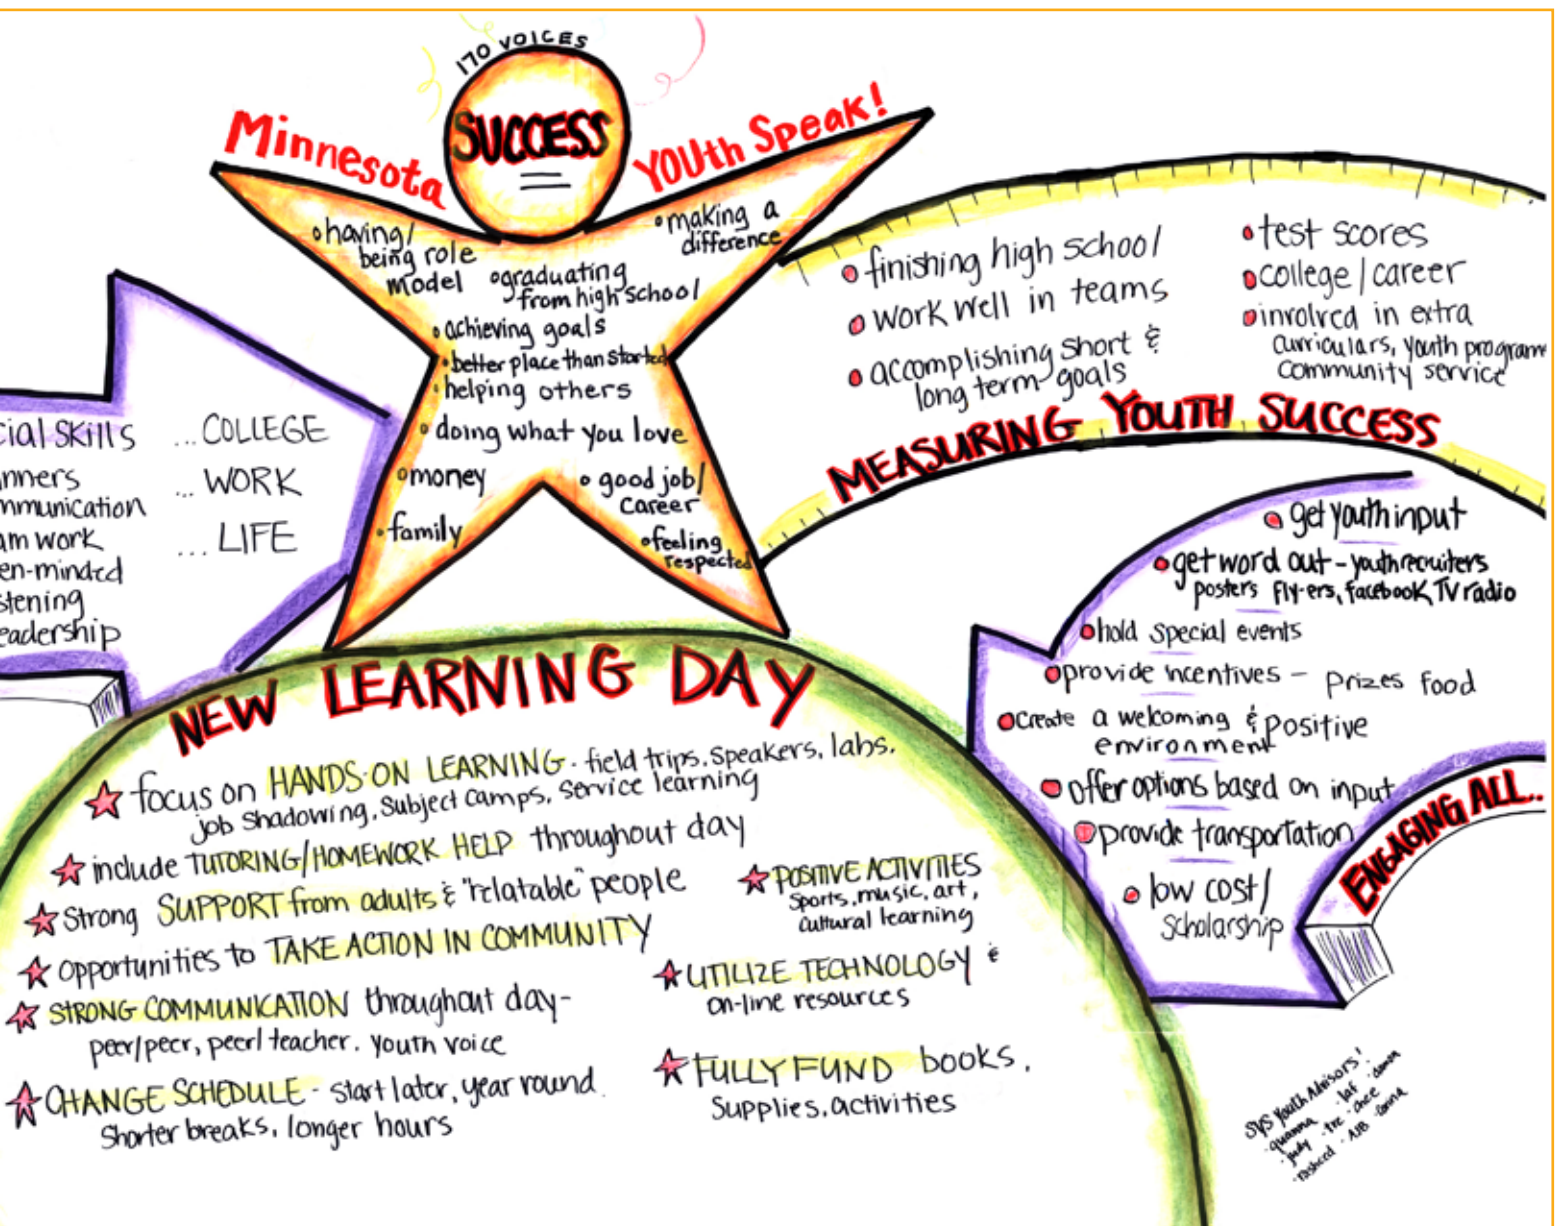 170 VOICES
SUCCESS
Minnesota
YOUth Speak!
having/
being role
model
making a
difference
graduating
from high school
achieving goals
better place than started
helping others
doing what you love
money
good job/
career
family
feeling
respected
finishing high school
work well in teams
accomplishing short &
long term goals
test scores
college/career
involved in extra
curriculars, youth program
community service
MEASURING YOUTH SUCCESS
cial SKills
nners
mmunication
am work
en-minded
stening
eadership
...COLLEGE
...WORK
...LIFE
get youth input
get word out - youth recruiters
posters fly-ers, facebook, TV radio
hold special events
provide incentives - prizes food
create a welcoming & positive
environment
offer options based on input
provide transportation
low cost/
scholarship
ENGAGING ALL..
NEW LEARNING DAY
focus on HANDS-ON LEARNING - field trips, speakers, labs,
job shadowing, subject camps, service learning
include TUTORING/HOMEWORK HELP throughout day
Strong SUPPORT from adults & "relatable" people
Opportunities to TAKE ACTION IN COMMUNITY
STRONG COMMUNICATION throughout day-
peer/peer, peer/teacher, youth voice
CHANGE SCHEDULE - start later, year round
shorter breaks, longer hours
POSITIVE ACTIVITIES
sports, music, art,
cultural learning
UTILIZE TECHNOLOGY &
on-line resources
FULLY FUND books,
supplies, activities
SYS Youth Advisors!